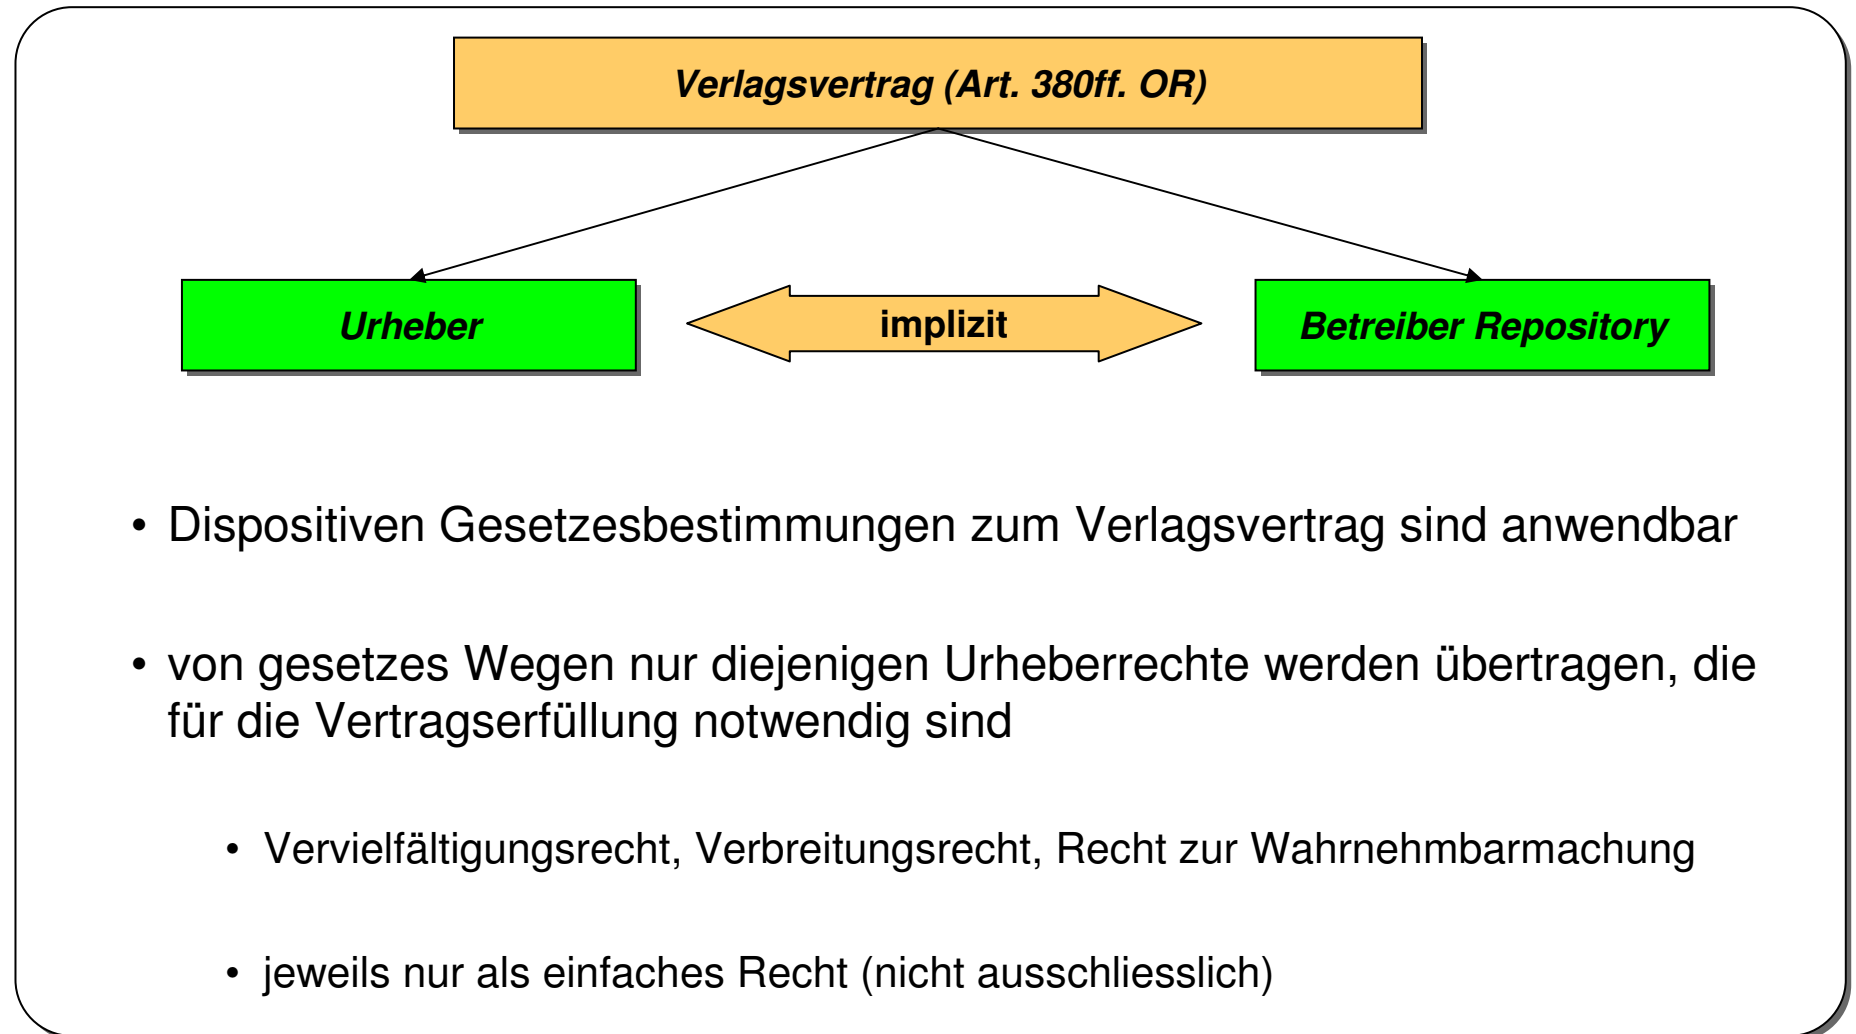 Verlagsvertrag (Art. 380ff. OR)
Urheber
implizit
Betreiber Repository
• Dispositiven Gesetzesbestimmungen zum Verlagsvertrag sind anwendbar
• von gesetzes Wegen nur diejenigen Urheberrechte werden übertragen, die
für die Vertragserfüllung notwendig sind
• Vervielfältigungsrecht, Verbreitungsrecht, Recht zur Wahrnehmbarmachung
• jeweils nur als einfaches Recht (nicht ausschliesslich)